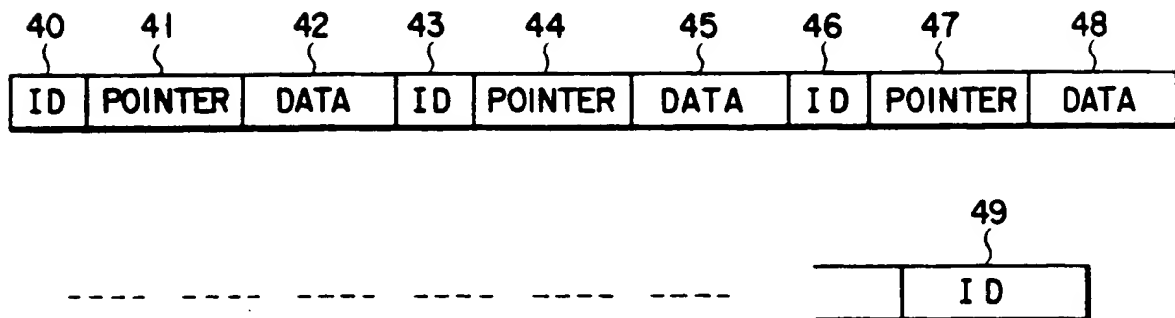 40 41 42 43 44 45 46 47 48
ID POINTER DATA ID POINTER DATA ID POINTER DATA
49
ID